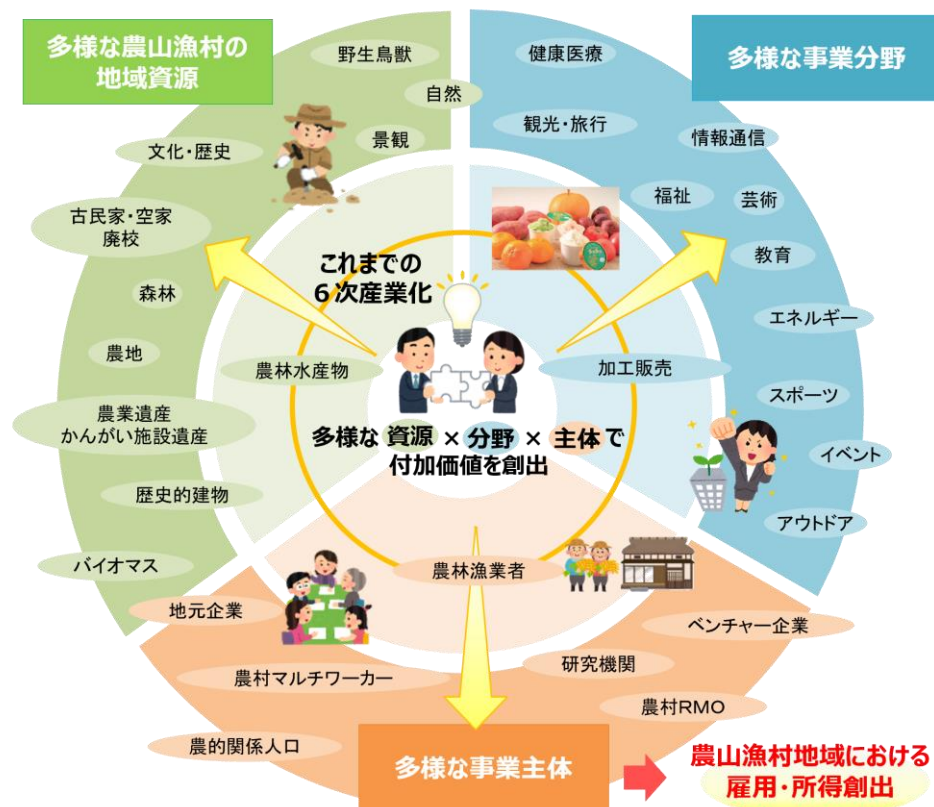 多様な農山漁村の
地域資源
多様な事業分野
野生鳥獣
健康医療
自然
観光・旅行
情報通信
景観
文化・歴史
福祉
芸術
古民家・空家
廃校
教育
これまでの
６次産業化
森林
エネルギー
農地
農林水産物
加工販売
スポーツ
農業遺産
かんがい施設遺産
多様な 資源 × 分野 × 主体で
付加価値を創出
イベント
歴史的建物
アウトドア
バイオマス
農林漁業者
地元企業
ベンチャー企業
研究機関
農村マルチワーカー
農村RMO
農的関係人口
多様な事業主体
農山漁村地域における
雇用・所得創出